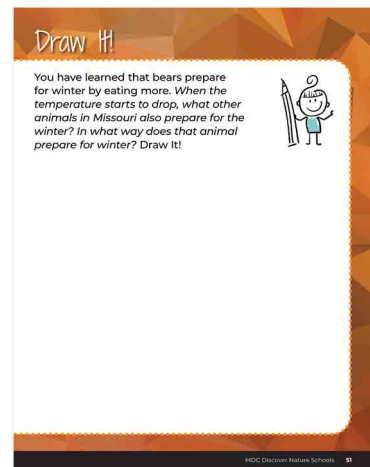 Draw It!
You have learned that bears prepare
for winter by eating more. When the
temperature starts to drop, what other
animals in Missouri also prepare for the
winter? In what way does that animal
prepare for winter? Draw It!
MDC Discover Nature Schools 51